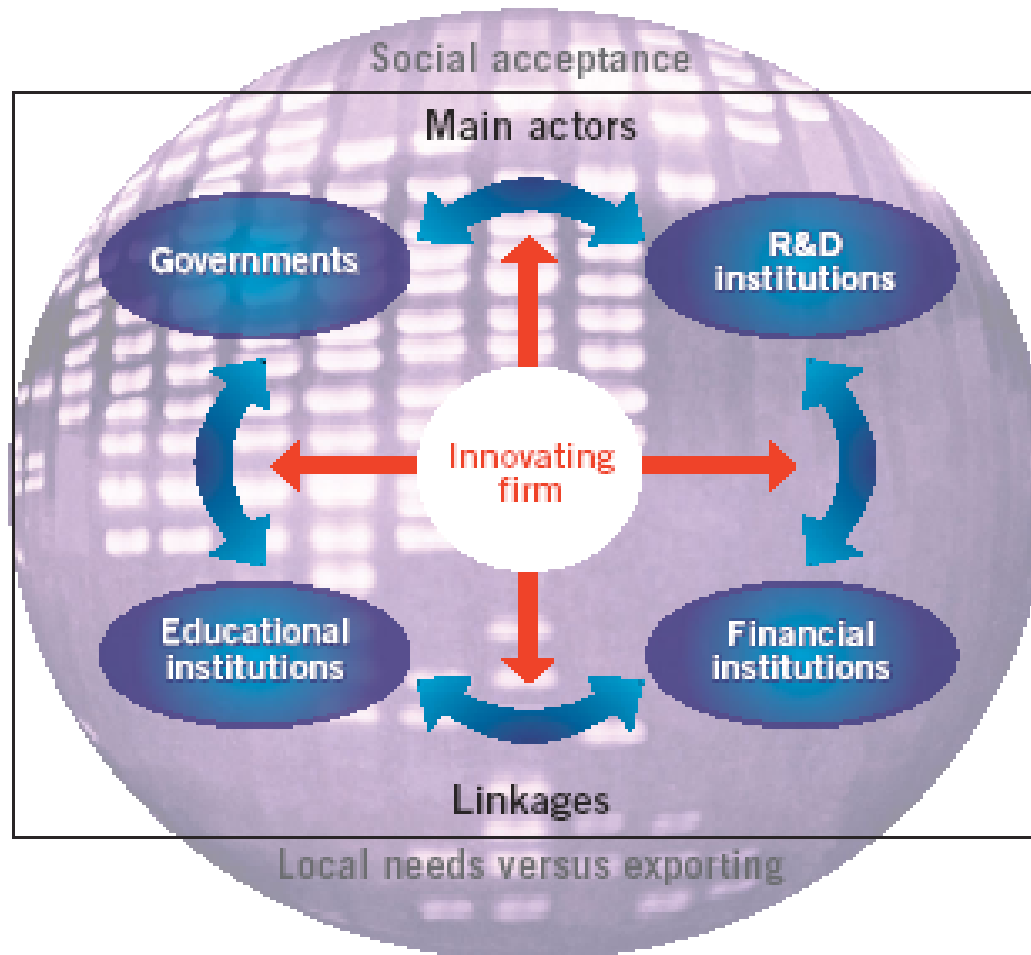 Social acceptance
Main actors
Governments
R&D
institutions
Innovating
firm
Educational
institutions
Financial
institutions
Linkages
Local needs versus exporting